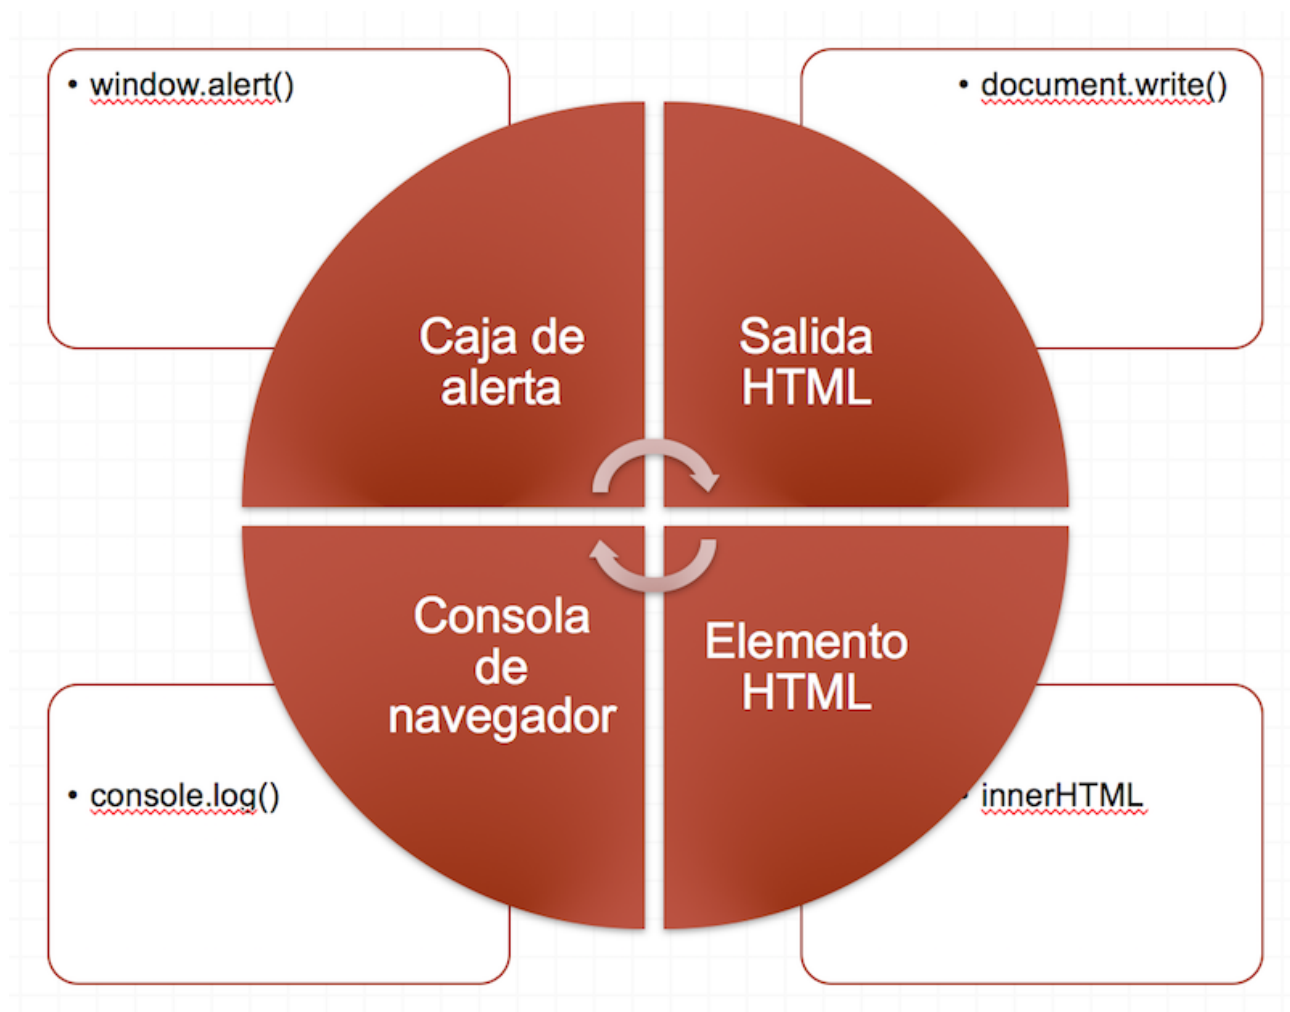 • window.alert()
• document.write()
Caja de
alerta
Salida
HTML
Consola
de
navegador
Elemento
HTML
• console.log()
• innerHTML